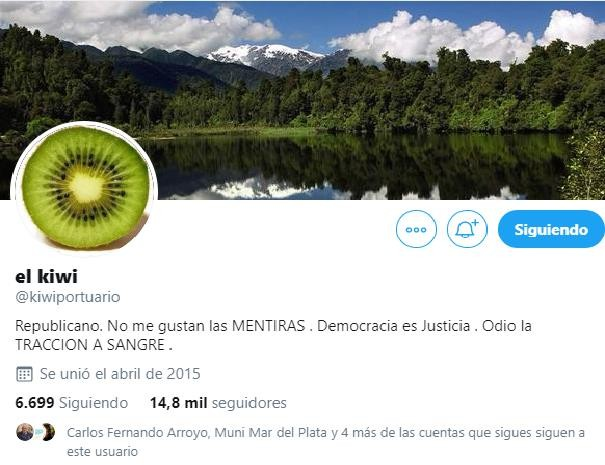 Siguiendo
el kiwi
@kiwiportuario
Republicano. No me gustan las MENTIRAS . Democracia es Justicia . Odio la
TRACCION A SANGRE .
Se unió el abril de 2015
6.699 Siguiendo 14,8 mil seguidores
Carlos Fernando Arroyo, Muni Mar del Plata y 4 más de las cuentas que sigues siguen a
este usuario